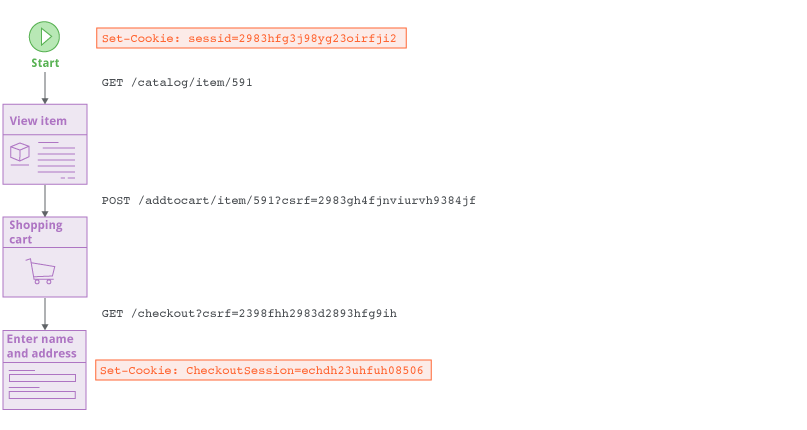 Set-Cookie: sessid=2983hfg3j98yg23oirfji2
Start
GET /catalog/item/591
View item
POST /addtocart/item/591?csrf=2983gh4fjnviurvh9384jf
Shopping
cart
GET /checkout?csrf=2398fhh2983d2893hfg9ih
Enter name
and address
Set-Cookie: CheckoutSession=echdh23uhfuh08506